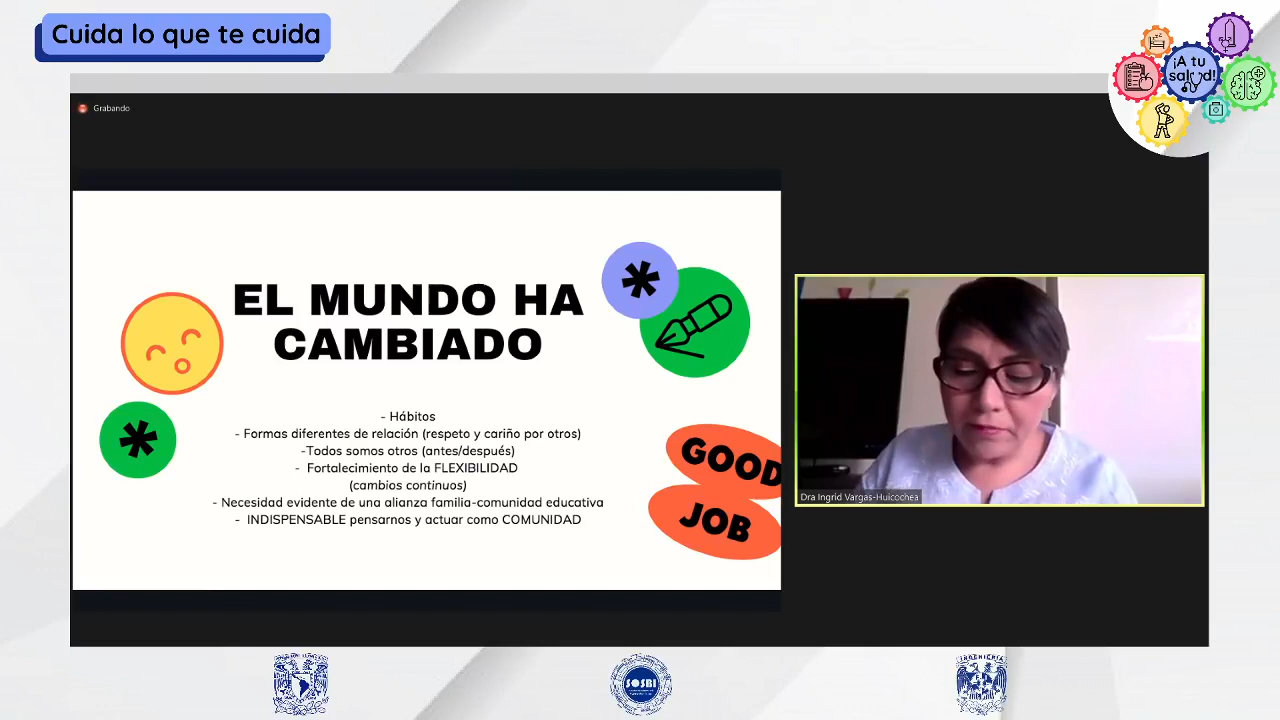 Cuida lo que te cuida
¡A tu
salud!
Grabando
EL MUNDO HA
CAMBIADO
- Hábitos
- Formas diferentes de relación (respeto y cariño por otros)
-Todos somos otros (antes/después)
- Fortalecimiento de la FLEXIBILIDAD
(cambios continuos)
- Necesidad evidente de una alianza familia-comunidad educativa
- INDISPENSABLE pensarnos y actuar como COMUNIDAD
GOOD
JOB
Dra Ingrid Vargas-Huicochea
SOSBI
INGENIERIA